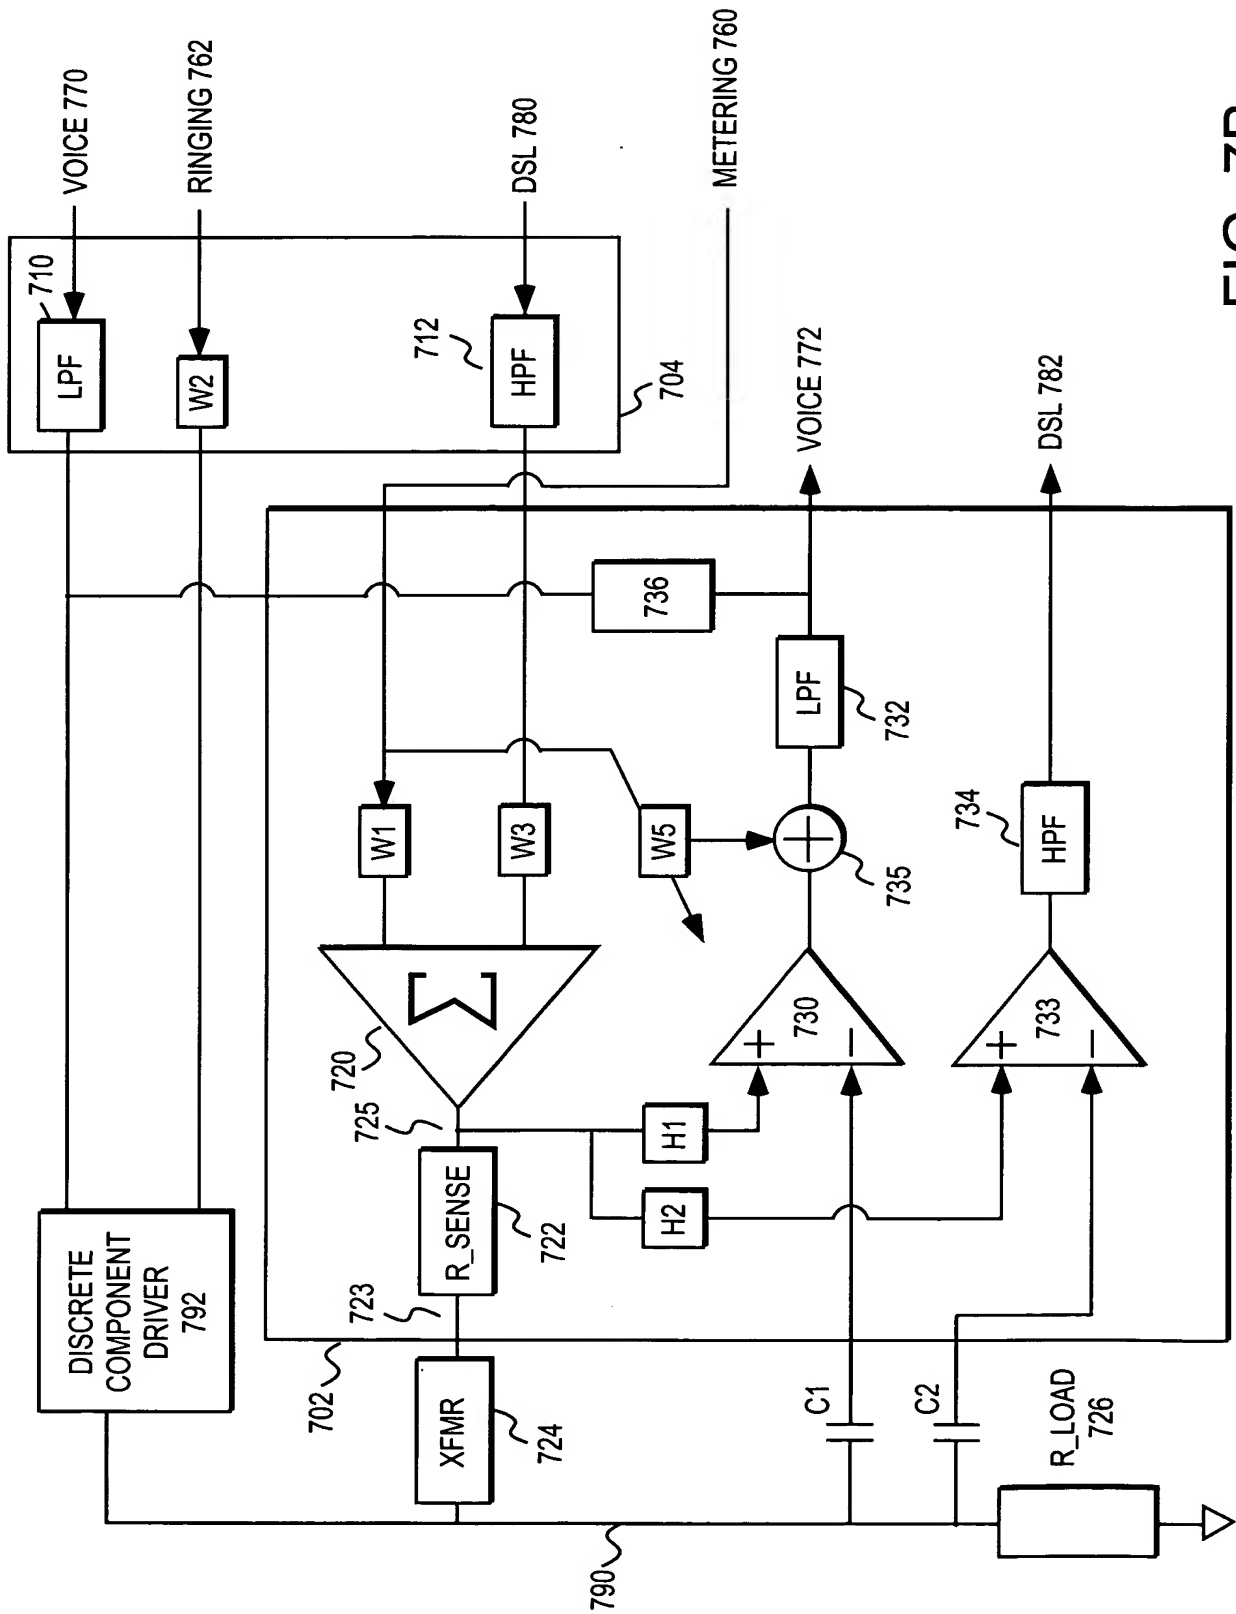 VOICE 770
RINGING 762
DSL 780
METERING 760
710
LPF
W2
712
HPF
704
VOICE 772
DSL 782
736
LPF
732
734
HPF
W1
W3
W5
735
720
Σ
725
730
+
−
733
+
−
H1
H2
R_SENSE
722
723
702
XFMR
724
DISCRETE
COMPONENT
DRIVER
792
C1
C2
R_LOAD
726
790